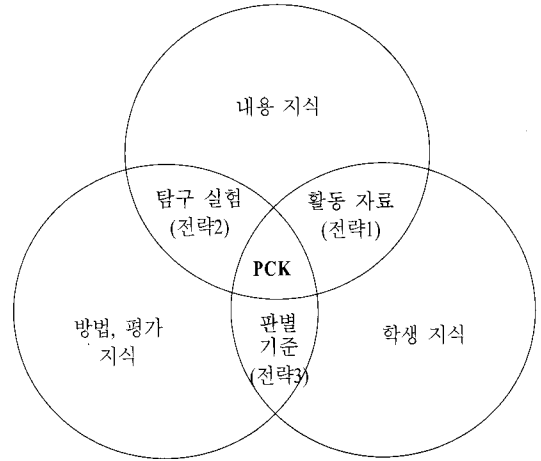 내용 지식
탐구 실험
(전략2)
활동 자료
(전략1)
PCK
방법, 평가
지식
판별
기준
(전략3)
학생 지식